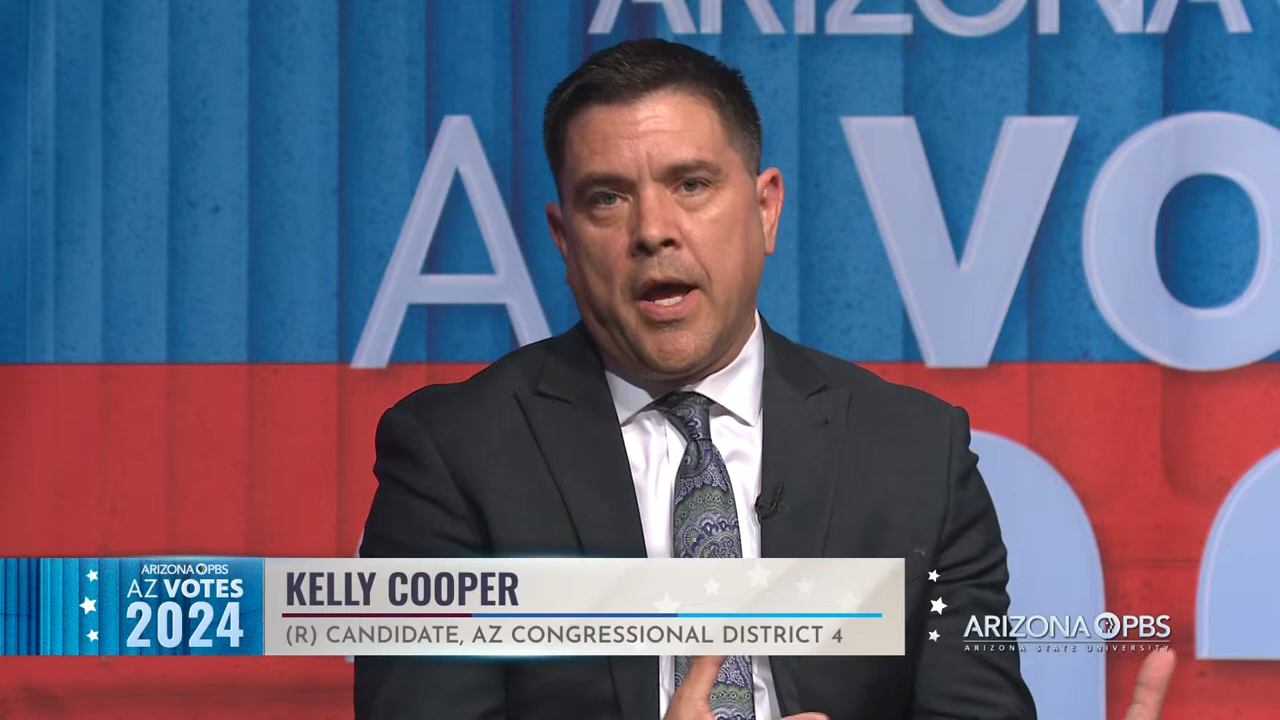 ARIZONA
AZ VO
ARIZONA PBS
AZ VOTES
2024
KELLY COOPER
(R) CANDIDATE, AZ CONGRESSIONAL DISTRICT 4
ARIZONA PBS
ARIZONA STATE UNIVERSITY